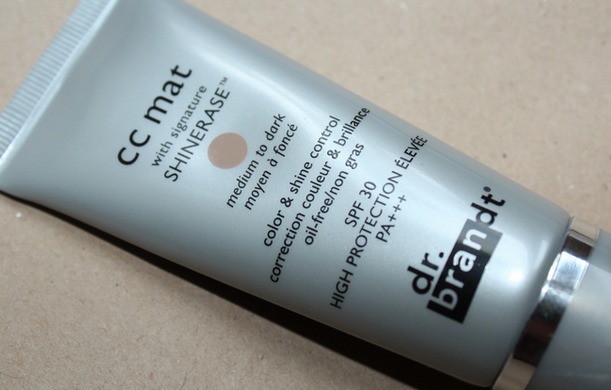 cc mat
with signature
SHINERASE™
medium to dark
moyen à foncé
color & shine control
correction couleur & brillance
oil-free/non gras
SPF 30
HIGH PROTECTION ÉLEVÉE
PA+++
dr.
brandt®